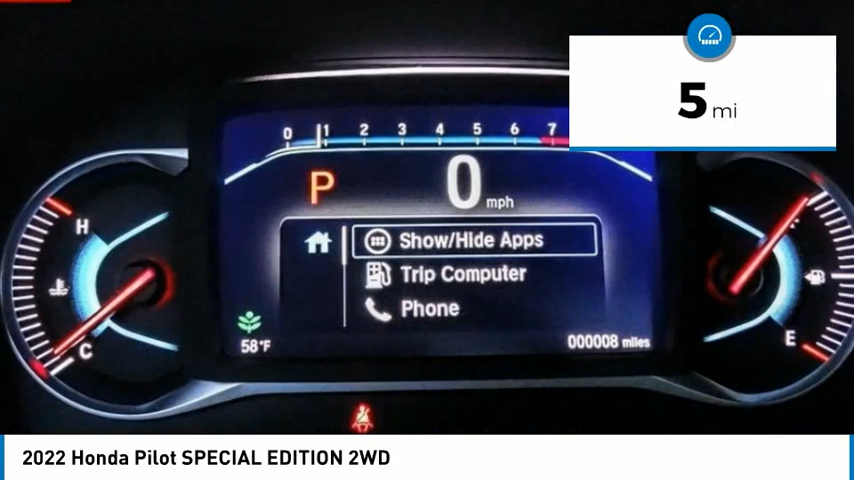 5 mi
0 1 2 3 4 5 6 7
P 0 mph
H
Show/Hide Apps
Trip Computer
Phone
C
E
58°F
000008 miles
2022 Honda Pilot SPECIAL EDITION 2WD